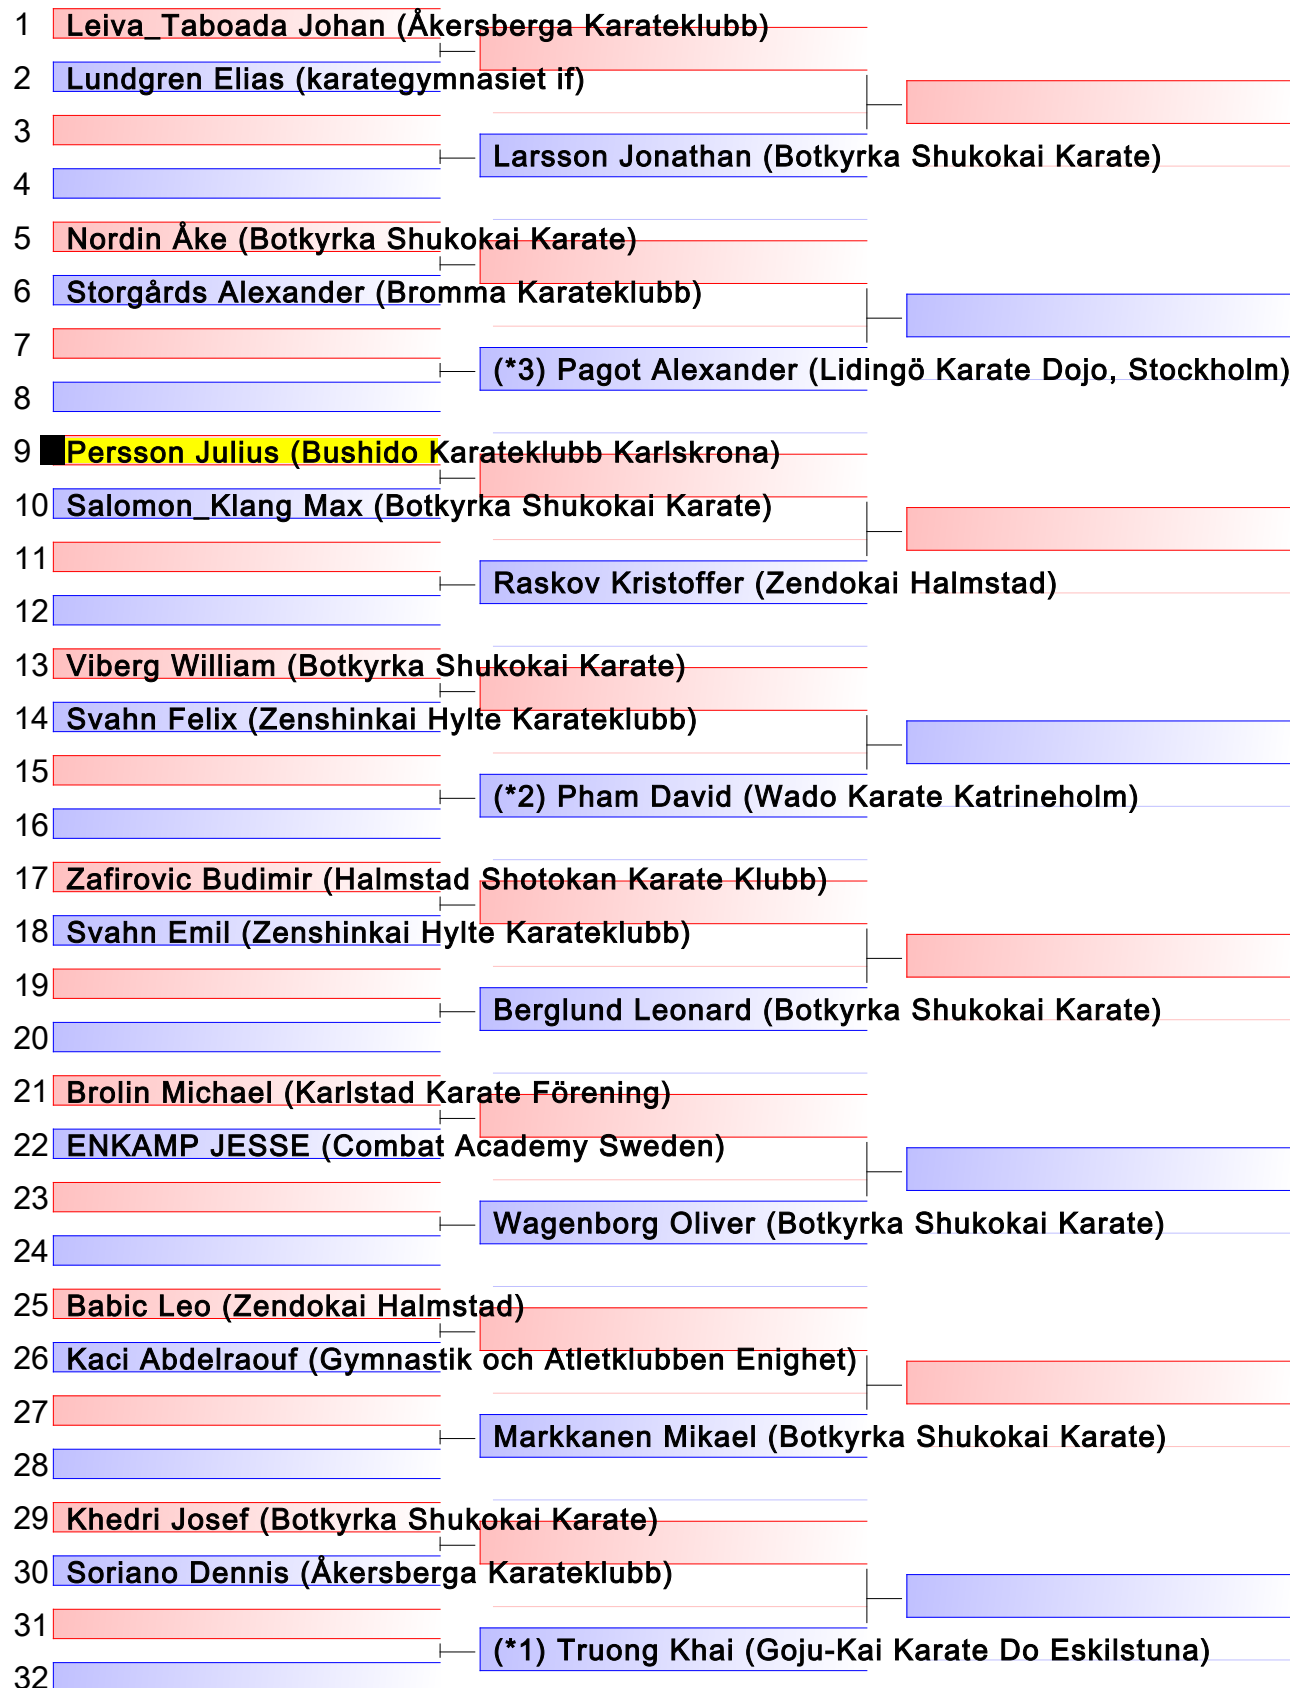 1 Leiva_Taboada Johan (Åkersberga Karateklubb)
2 Lundgren Elias (karategymnasiet if)
3
Larsson Jonathan (Botkyrka Shukokai Karate)
4
5 Nordin Åke (Botkyrka Shukokai Karate)
6 Storgårds Alexander (Bromma Karateklubb)
7
(*3) Pagot Alexander (Lidingö Karate Dojo, Stockholm)
8
9 Persson Julius (Bushido Karateklubb Karlskrona)
10 Salomon_Klang Max (Botkyrka Shukokai Karate)
11
Raskov Kristoffer (Zendokai Halmstad)
12
13 Viberg William (Botkyrka Shukokai Karate)
14 Svahn Felix (Zenshinkai Hylte Karateklubb)
15
(*2) Pham David (Wado Karate Katrineholm)
16
17 Zafirovic Budimir (Halmstad Shotokan Karate Klubb)
18 Svahn Emil (Zenshinkai Hylte Karateklubb)
19
Berglund Leonard (Botkyrka Shukokai Karate)
20
21 Brolin Michael (Karlstad Karate Förening)
22 ENKAMP JESSE (Combat Academy Sweden)
23
Wagenborg Oliver (Botkyrka Shukokai Karate)
24
25 Babic Leo (Zendokai Halmstad)
26 Kaci Abdelraouf (Gymnastik och Atletklubben Enighet)
27
Markkanen Mikael (Botkyrka Shukokai Karate)
28
29 Khedri Josef (Botkyrka Shukokai Karate)
30 Soriano Dennis (Åkersberga Karateklubb)
31
(*1) Truong Khai (Goju-Kai Karate Do Eskilstuna)
32